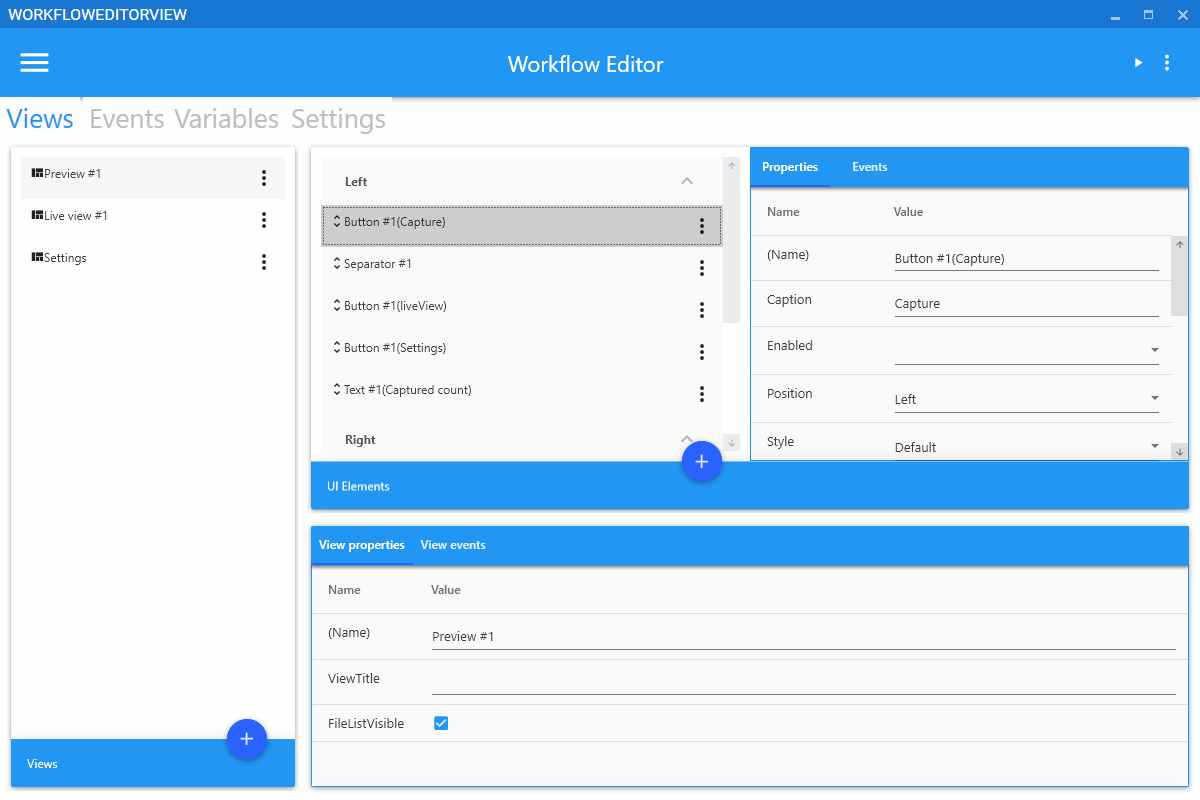 WORKFLOWEDITORVIEW
Workflow Editor
Views Events Variables Settings
Preview #1
Live view #1
Settings
Views
Left
Button #1(Capture)
Separator #1
Button #1(liveView)
Button #1(Settings)
Text #1(Captured count)
Right
UI Elements
Properties Events
Name Value
(Name) Button #1(Capture)
Caption Capture
Enabled
Position Left
Style Default
View properties View events
Name Value
(Name) Preview #1
ViewTitle
FileListVisible